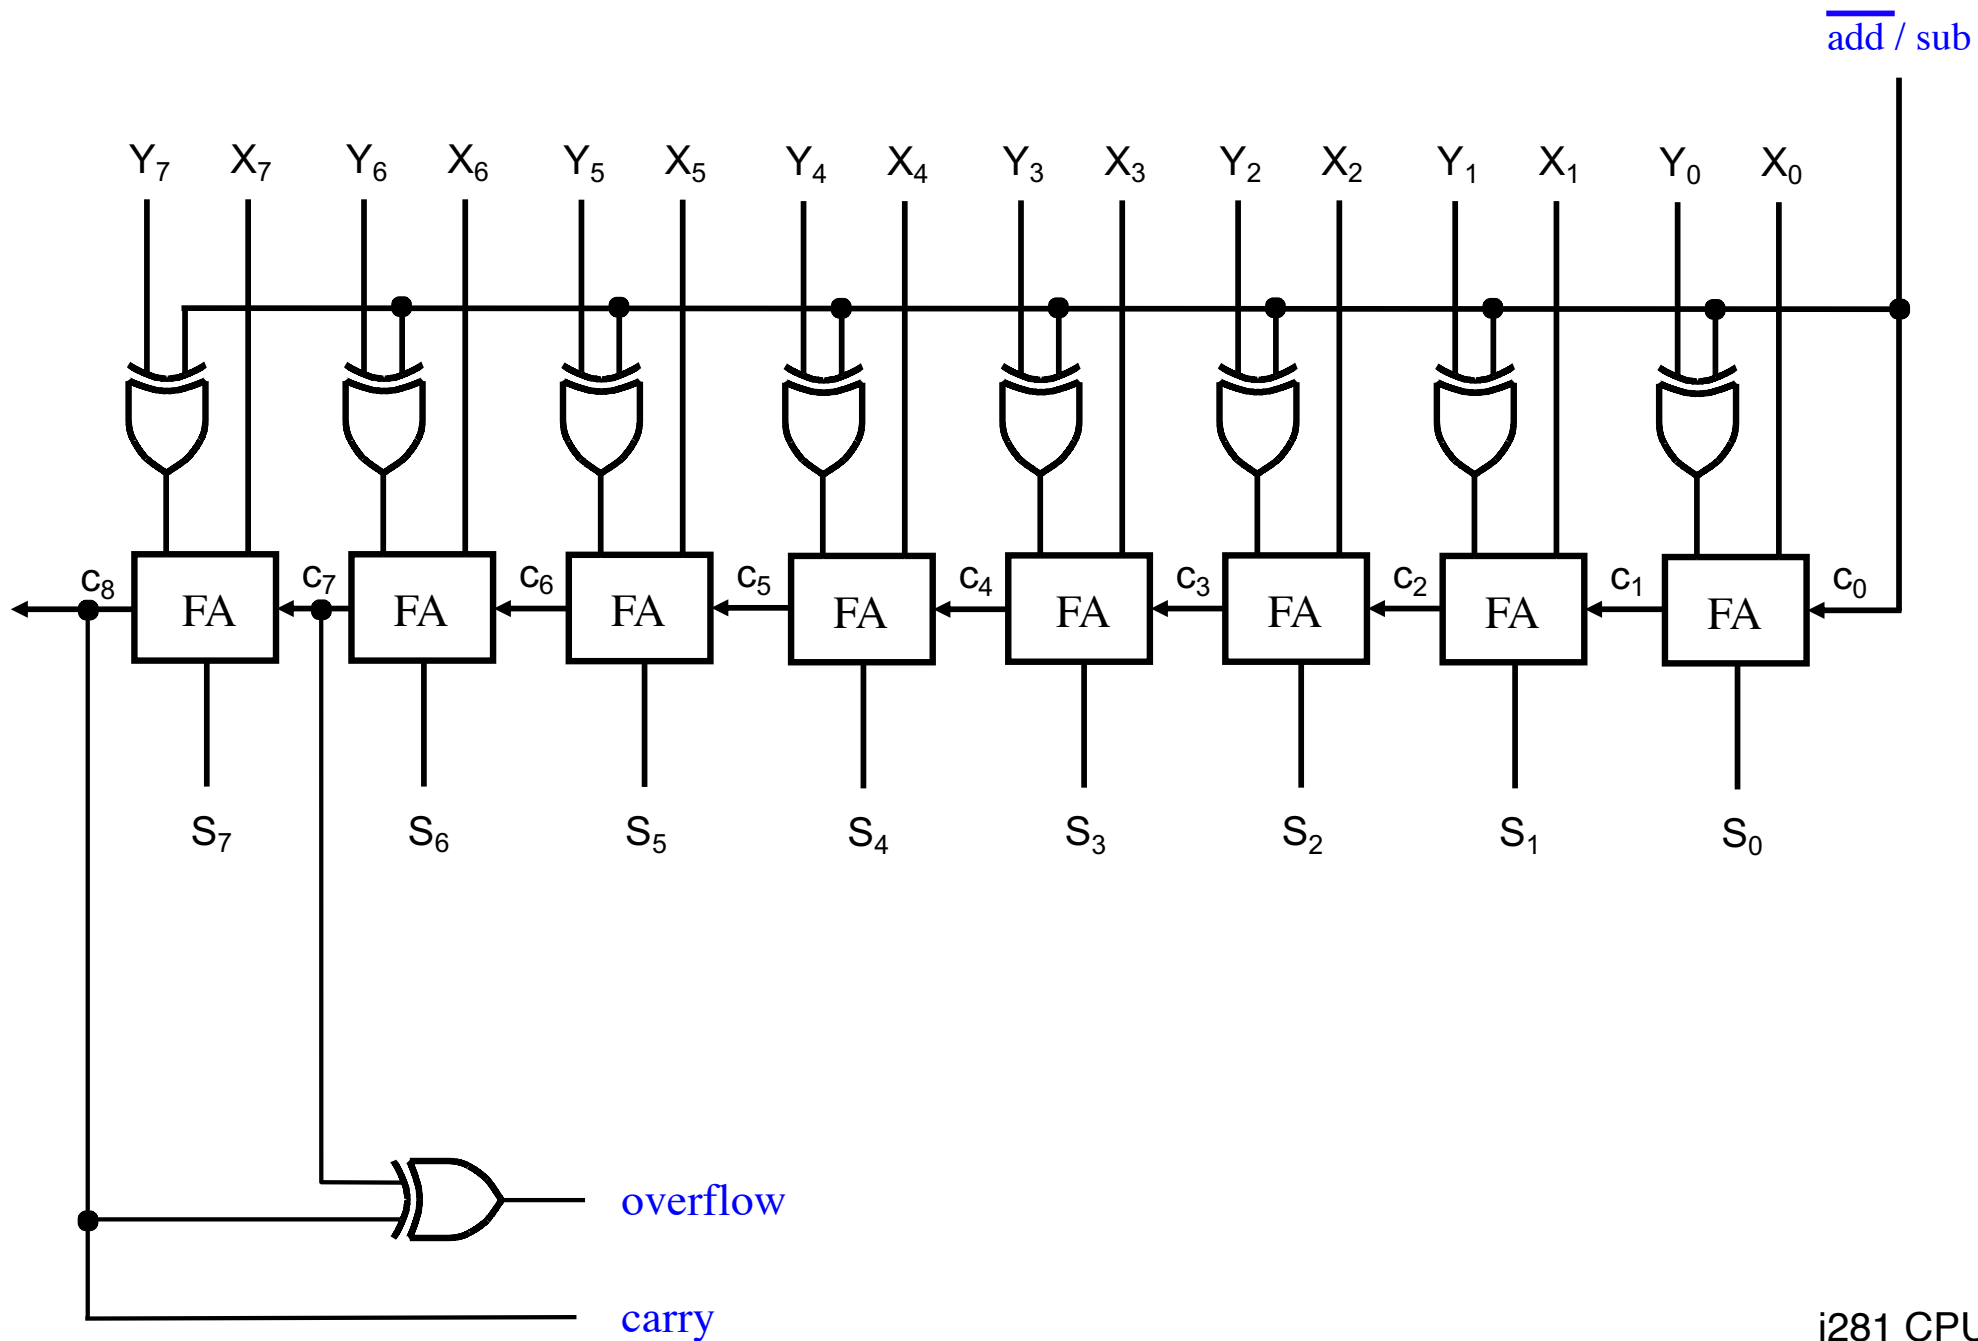 add / sub
Y7 X7 Y6 X6 Y5 X5 Y4 X4 Y3 X3 Y2 X2 Y1 X1 Y0 X0
c8 FA c7 FA c6 FA c5 FA c4 FA c3 FA c2 FA c1 FA c0
S7 S6 S5 S4 S3 S2 S1 S0
overflow
carry
i281 CPU